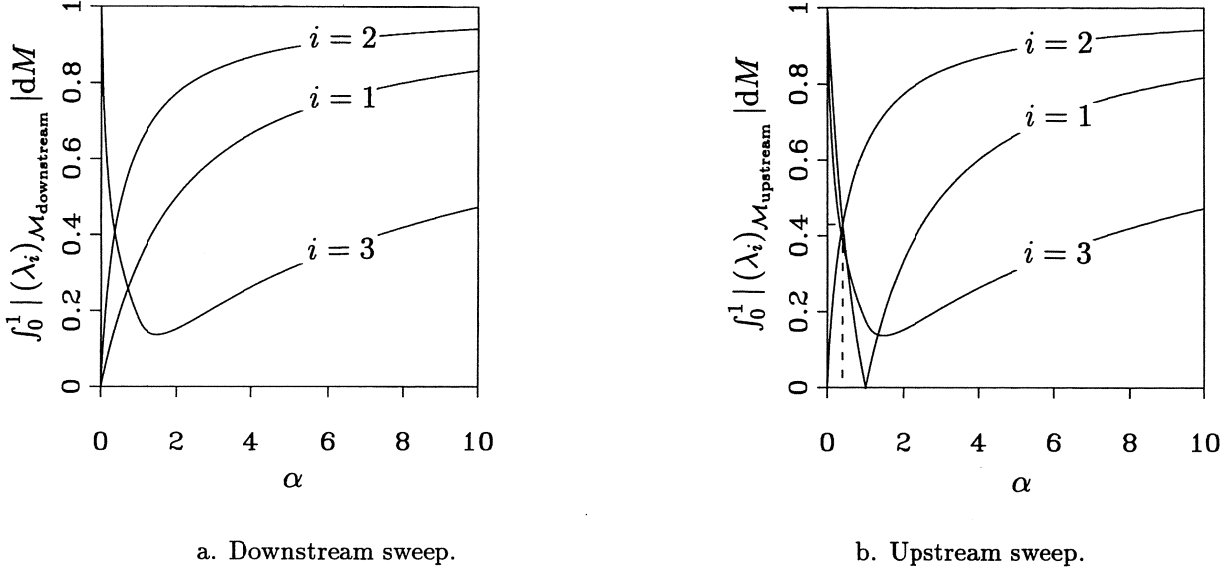 ∫₀¹ | (λᵢ)ℳdownstream |dM
1
0.8
0.6
0.4
0.2
0
i = 2
i = 1
i = 3
0 2 4 6 8 10
α
a. Downstream sweep.
∫₀¹ | (λᵢ)ℳupstream |dM
1
0.8
0.6
0.4
0.2
0
i = 2
i = 1
i = 3
0 2 4 6 8 10
α
b. Upstream sweep.